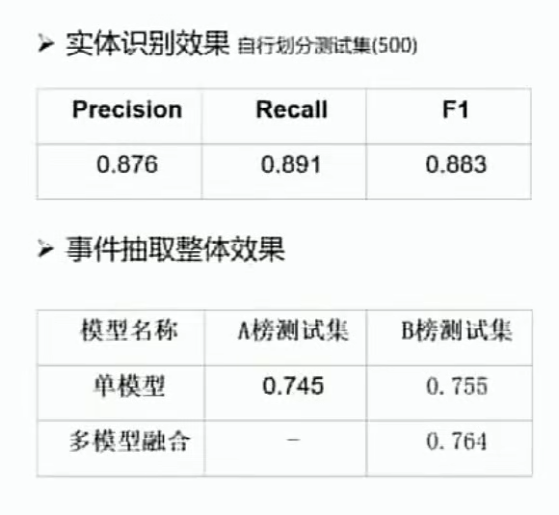 ➢ 实体识别效果 自行划分测试集(500)
Precision Recall F1
0.876 0.891 0.883
➢ 事件抽取整体效果
模型名称 A榜测试集 B榜测试集
单模型 0.745 0.755
多模型融合 - 0.764